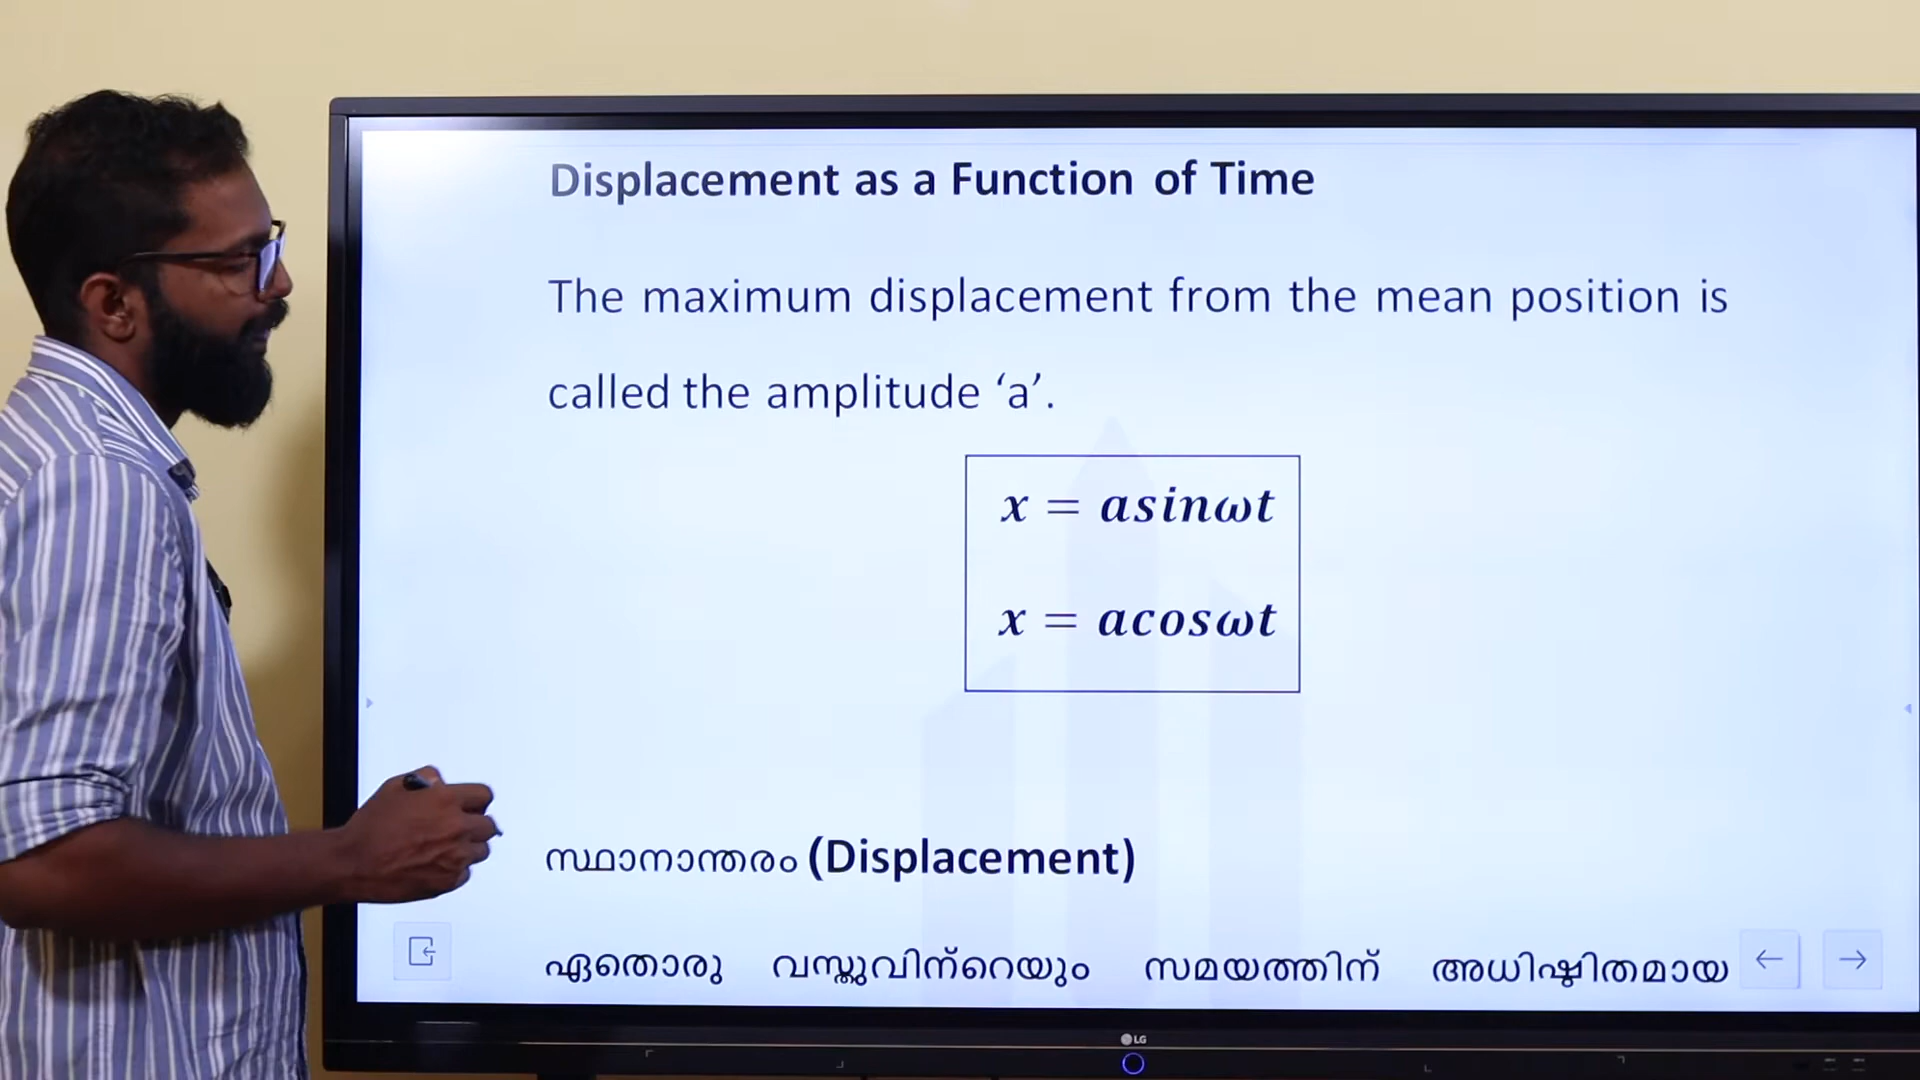 Displacement as a Function of Time
The maximum displacement from the mean position is
called the amplitude ‘a’.
x = asinωt
x = acosωt
സ്ഥാനാന്തരം (Displacement)
ഏതൊരു വസ്തുവിന്റെയും സമയത്തിന് അധിഷ്ഠിതമായ
LG